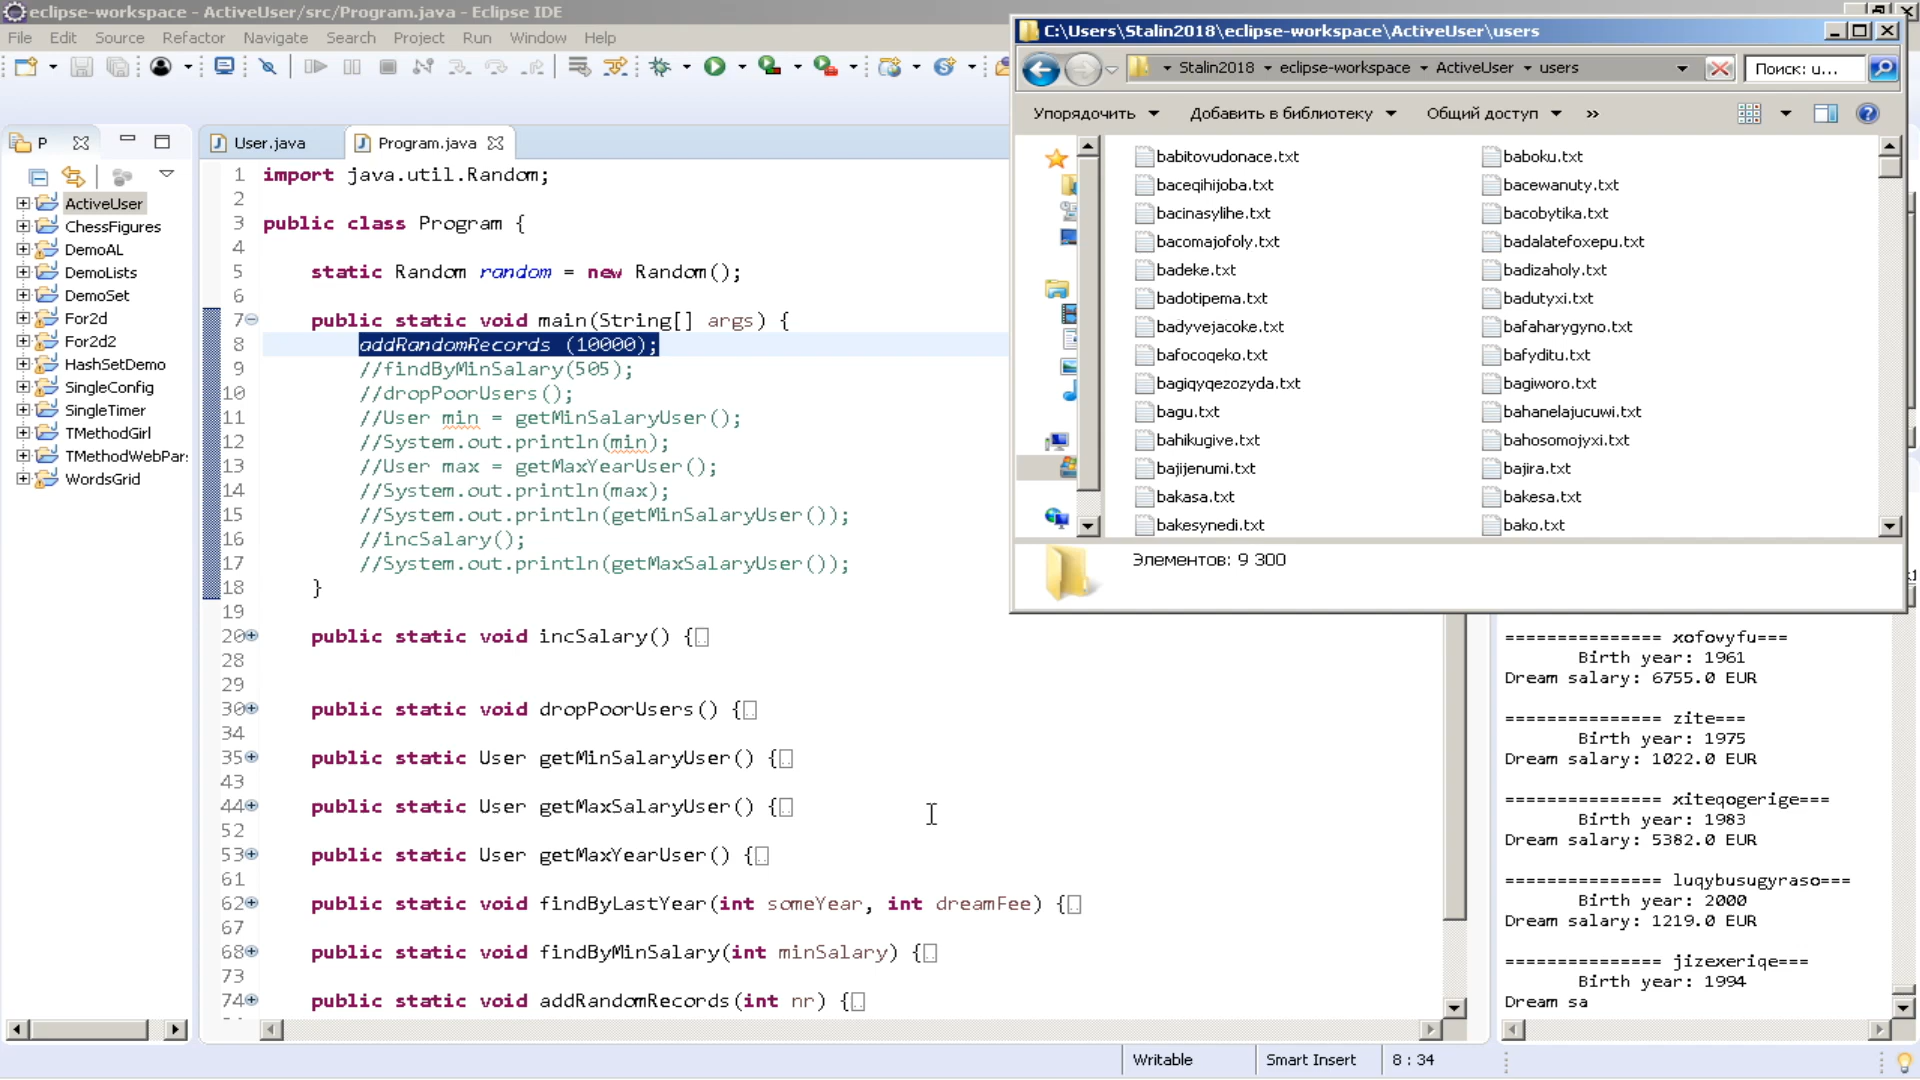 eclipse-workspace - ActiveUser/src/Program.java - Eclipse IDE
File Edit Source Refactor Navigate Search Project Run Window Help
P
ActiveUser
ChessFigures
DemoAL
DemoLists
DemoSet
For2d
For2d2
HashSetDemo
SingleConfig
SingleTimer
TMethodGirl
TMethodWebPar:
WordsGrid
User.java
Program.java
1 import java.util.Random;
2
3 public class Program {
4
5 static Random random = new Random();
6
7 public static void main(String[] args) {
8 addRandomRecords (10000);
9 //findByMinSalary(505);
10 //dropPoorUsers();
11 //User min = getMinSalaryUser();
12 //System.out.println(min);
13 //User max = getMaxYearUser();
14 //System.out.println(max);
15 //System.out.println(getMinSalaryUser());
16 //incSalary();
17 //System.out.println(getMaxSalaryUser());
18 }
19
20 public static void incSalary() {
28
29
30 public static void dropPoorUsers() {
34
35 public static User getMinSalaryUser() {
43
44 public static User getMaxSalaryUser() {
52
53 public static User getMaxYearUser() {
61
62 public static void findByLastYear(int someYear, int dreamFee) {
67
68 public static void findByMinSalary(int minSalary) {
73
74 public static void addRandomRecords(int nr) {
C:\Users\Stalin2018\eclipse-workspace\ActiveUser\users
Stalin2018 eclipse-workspace ActiveUser users
Поиск: u...
Упорядочить Добавить в библиотеку Общий доступ »
babitovudonace.txt baboku.txt
baceqihijoba.txt bacewanuty.txt
bacinasylihe.txt bacobytika.txt
bacomajofoly.txt badalatefoxepu.txt
badeke.txt badizaholy.txt
badotipema.txt badutyxi.txt
badyvejacoke.txt bafaharygyno.txt
bafocoqeko.txt bafyditu.txt
bagiqyqezozyda.txt bagiworo.txt
bagu.txt bahanelajucuwi.txt
bahikugive.txt bahosomojyxi.txt
bajijenumi.txt bajira.txt
bakasa.txt bakesa.txt
bakesynedi.txt bako.txt
Элементов: 9 300
=============== xofovyfu===
Birth year: 1961
Dream salary: 6755.0 EUR
=============== zite===
Birth year: 1975
Dream salary: 1022.0 EUR
=============== xiteqogerige===
Birth year: 1983
Dream salary: 5382.0 EUR
=============== luqybusugyraso===
Birth year: 2000
Dream salary: 1219.0 EUR
=============== jizexeriqe===
Birth year: 1994
Dream sa
Writable Smart Insert 8 : 34